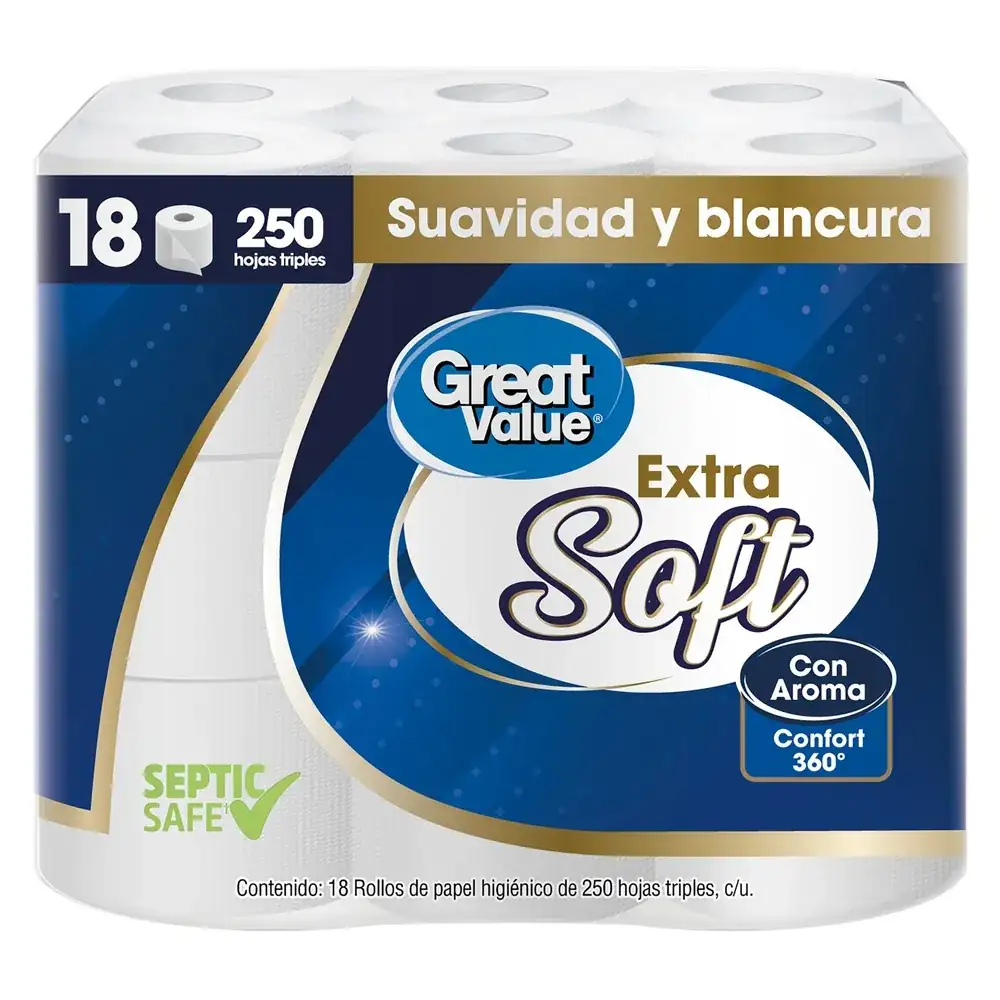 18
250
hojas triples
Suavidad y blancura
Great
Value®
Extra
Soft
Con
Aroma
Confort
360°
SEPTIC
SAFE†
Contenido: 18 Rollos de papel higiénico de 250 hojas triples, c/u.